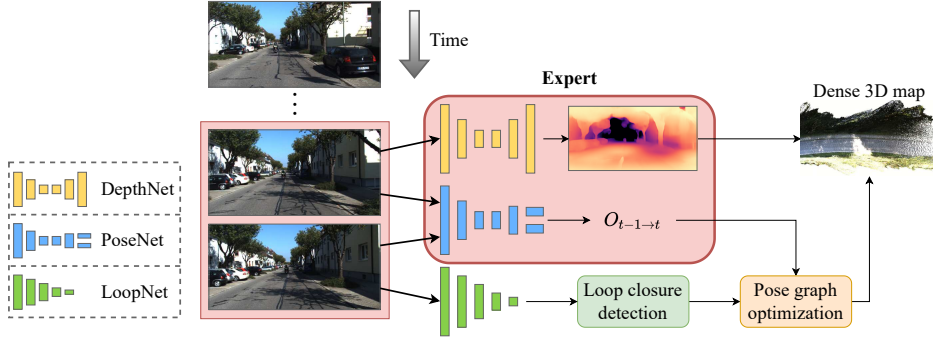 Time
Expert
Dense 3D map
DepthNet
PoseNet
LoopNet
O_{t−1→t}
Loop closure
detection
Pose graph
optimization